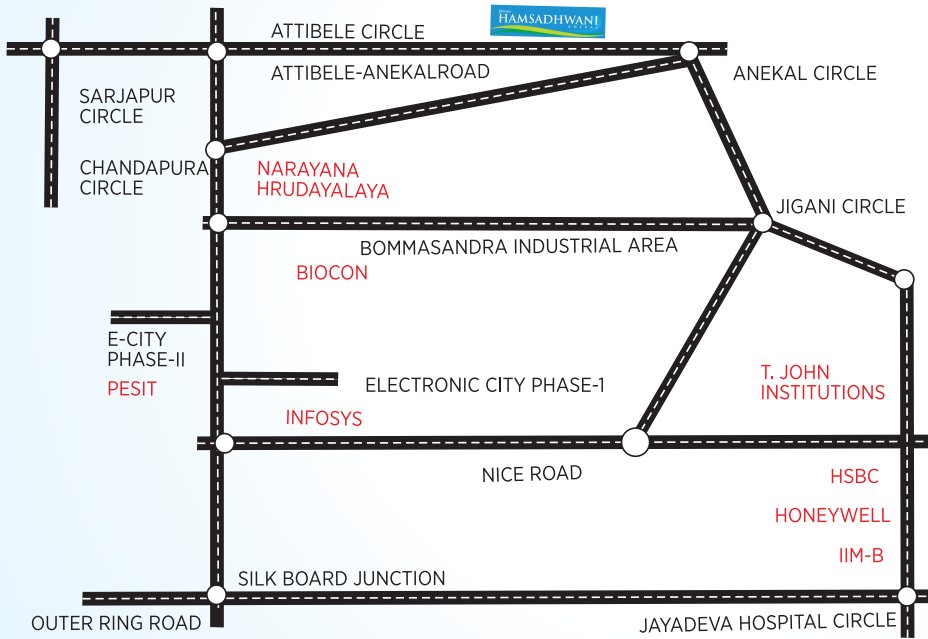 HAMSADHWANI
ATTIBELE CIRCLE
ATTIBELE-ANEKALROAD
ANEKAL CIRCLE
SARJAPUR
CIRCLE
CHANDAPURA
CIRCLE
NARAYANA
HRUDAYALAYA
JIGANI CIRCLE
BOMMASANDRA INDUSTRIAL AREA
BIOCON
E-CITY
PHASE-II
PESIT
ELECTRONIC CITY PHASE-1
T. JOHN
INSTITUTIONS
INFOSYS
NICE ROAD
HSBC
HONEYWELL
IIM-B
SILK BOARD JUNCTION
OUTER RING ROAD
JAYADEVA HOSPITAL CIRCLE